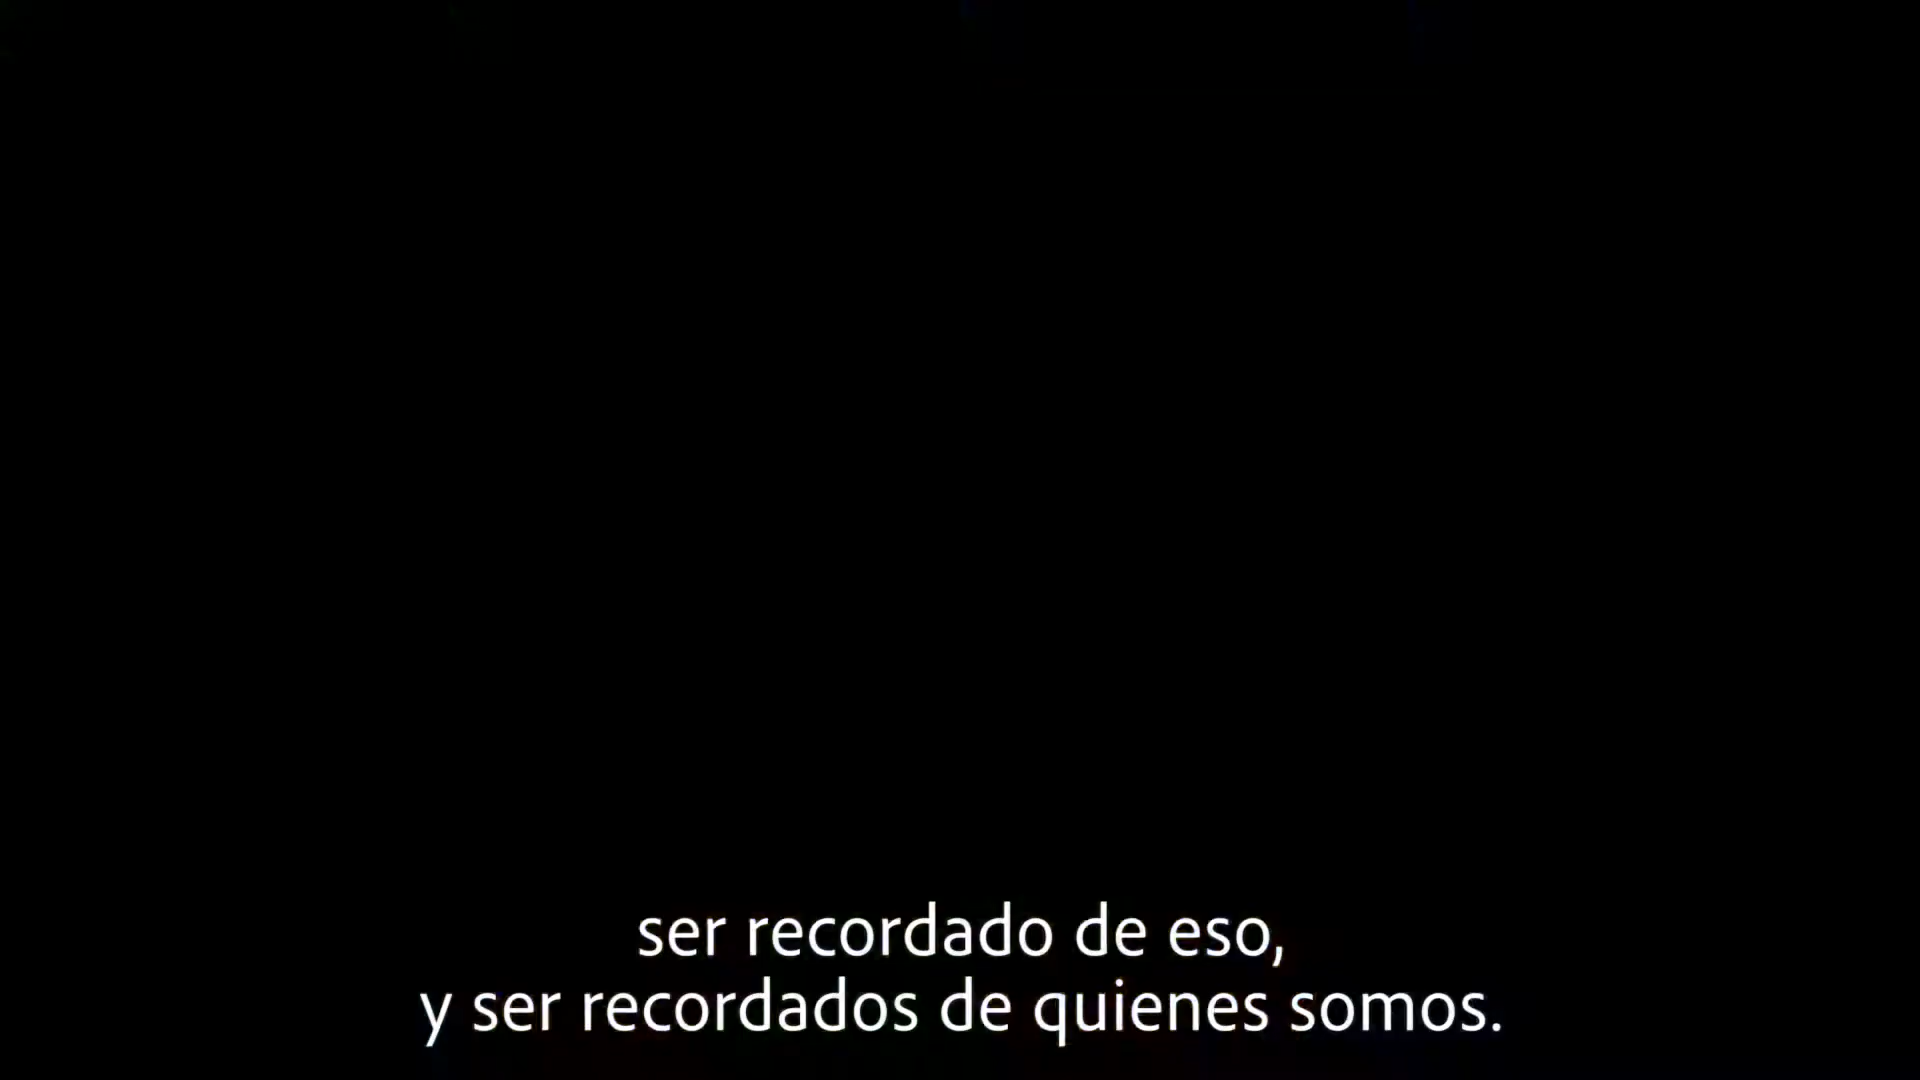 ser recordado de eso,
y ser recordados de quienes somos.